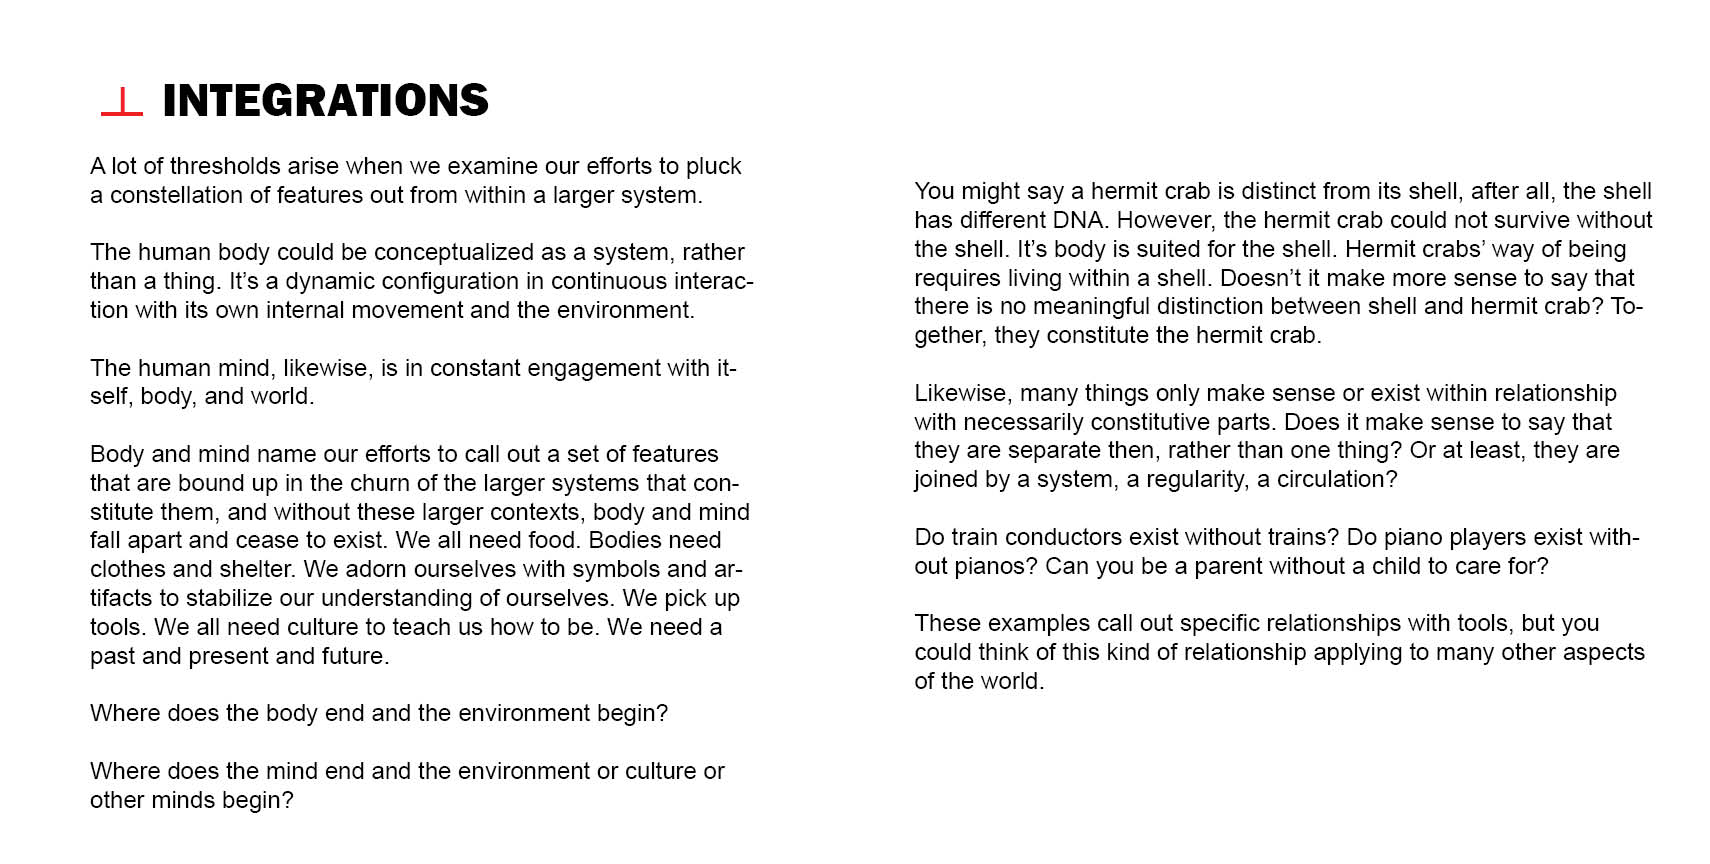 INTEGRATIONS
A lot of thresholds arise when we examine our efforts to pluck
a constellation of features out from within a larger system.
The human body could be conceptualized as a system, rather
than a thing. It’s a dynamic configuration in continuous interac-
tion with its own internal movement and the environment.
The human mind, likewise, is in constant engagement with it-
self, body, and world.
Body and mind name our efforts to call out a set of features
that are bound up in the churn of the larger systems that con-
stitute them, and without these larger contexts, body and mind
fall apart and cease to exist. We all need food. Bodies need
clothes and shelter. We adorn ourselves with symbols and ar-
tifacts to stabilize our understanding of ourselves. We pick up
tools. We all need culture to teach us how to be. We need a
past and present and future.
Where does the body end and the environment begin?
Where does the mind end and the environment or culture or
other minds begin?
You might say a hermit crab is distinct from its shell, after all, the shell
has different DNA. However, the hermit crab could not survive without
the shell. It’s body is suited for the shell. Hermit crabs’ way of being
requires living within a shell. Doesn’t it make more sense to say that
there is no meaningful distinction between shell and hermit crab? To-
gether, they constitute the hermit crab.
Likewise, many things only make sense or exist within relationship
with necessarily constitutive parts. Does it make sense to say that
they are separate then, rather than one thing? Or at least, they are
joined by a system, a regularity, a circulation?
Do train conductors exist without trains? Do piano players exist with-
out pianos? Can you be a parent without a child to care for?
These examples call out specific relationships with tools, but you
could think of this kind of relationship applying to many other aspects
of the world.